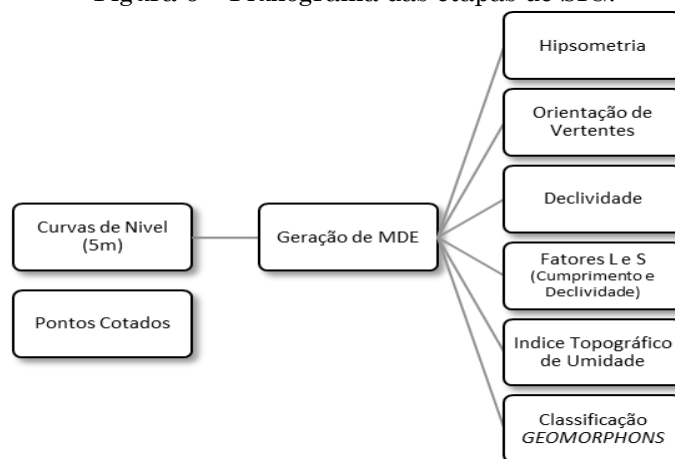 Hipsometria
Orientação de
Vertentes
Declividade
Curvas de Nivel
(5m)
Geração de MDE
Fatores L e S
(Cumprimento e
Declividade)
Pontos Cotados
Indice Topográfico
de Umidade
Classificação
GEOMORPHONS